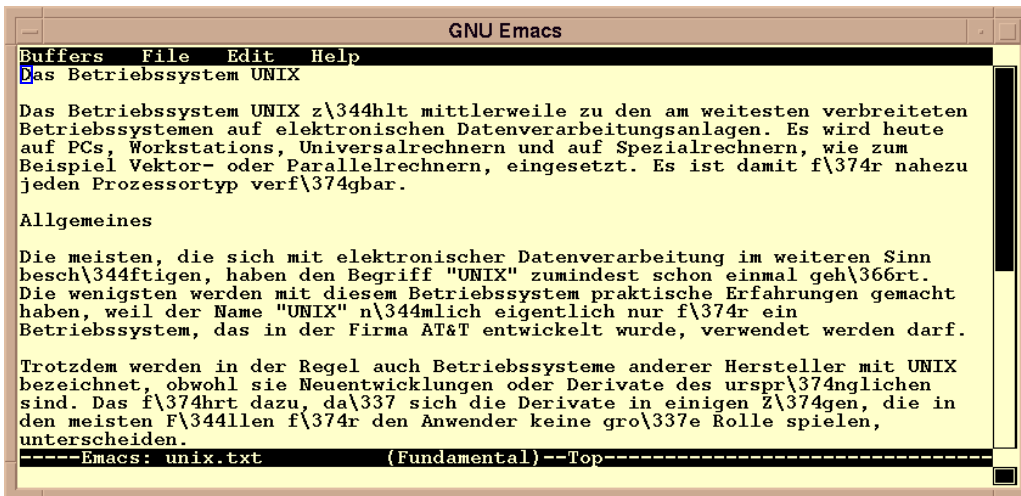 GNU Emacs
Buffers File Edit Help
Das Betriebssystem UNIX
Das Betriebssystem UNIX z\344hlt mittlerweile zu den am weitesten verbreiteten
Betriebssystemen auf elektronischen Datenverarbeitungsanlagen. Es wird heute
auf PCs, Workstations, Universalrechnern und auf Spezialrechnern, wie zum
Beispiel Vektor- oder Parallelrechnern, eingesetzt. Es ist damit f\374r nahezu
jeden Prozessortyp verf\374gbar.
Allgemeines
Die meisten, die sich mit elektronischer Datenverarbeitung im weiteren Sinn
besch\344ftigen, haben den Begriff "UNIX" zumindest schon einmal geh\366rt.
Die wenigsten werden mit diesem Betriebssystem praktische Erfahrungen gemacht
haben, weil der Name "UNIX" n\344mlich eigentlich nur f\374r ein
Betriebssystem, das in der Firma AT&T entwickelt wurde, verwendet werden darf.
Trotzdem werden in der Regel auch Betriebssysteme anderer Hersteller mit UNIX
bezeichnet, obwohl sie Neuentwicklungen oder Derivate des urspr\374nglichen
sind. Das f\374hrt dazu, da\337 sich die Derivate in einigen Z\374gen, die in
den meisten F\344llen f\374r den Anwender keine gro\337e Rolle spielen,
unterscheiden.
-----Emacs: unix.txt (Fundamental)--Top---------------------------------